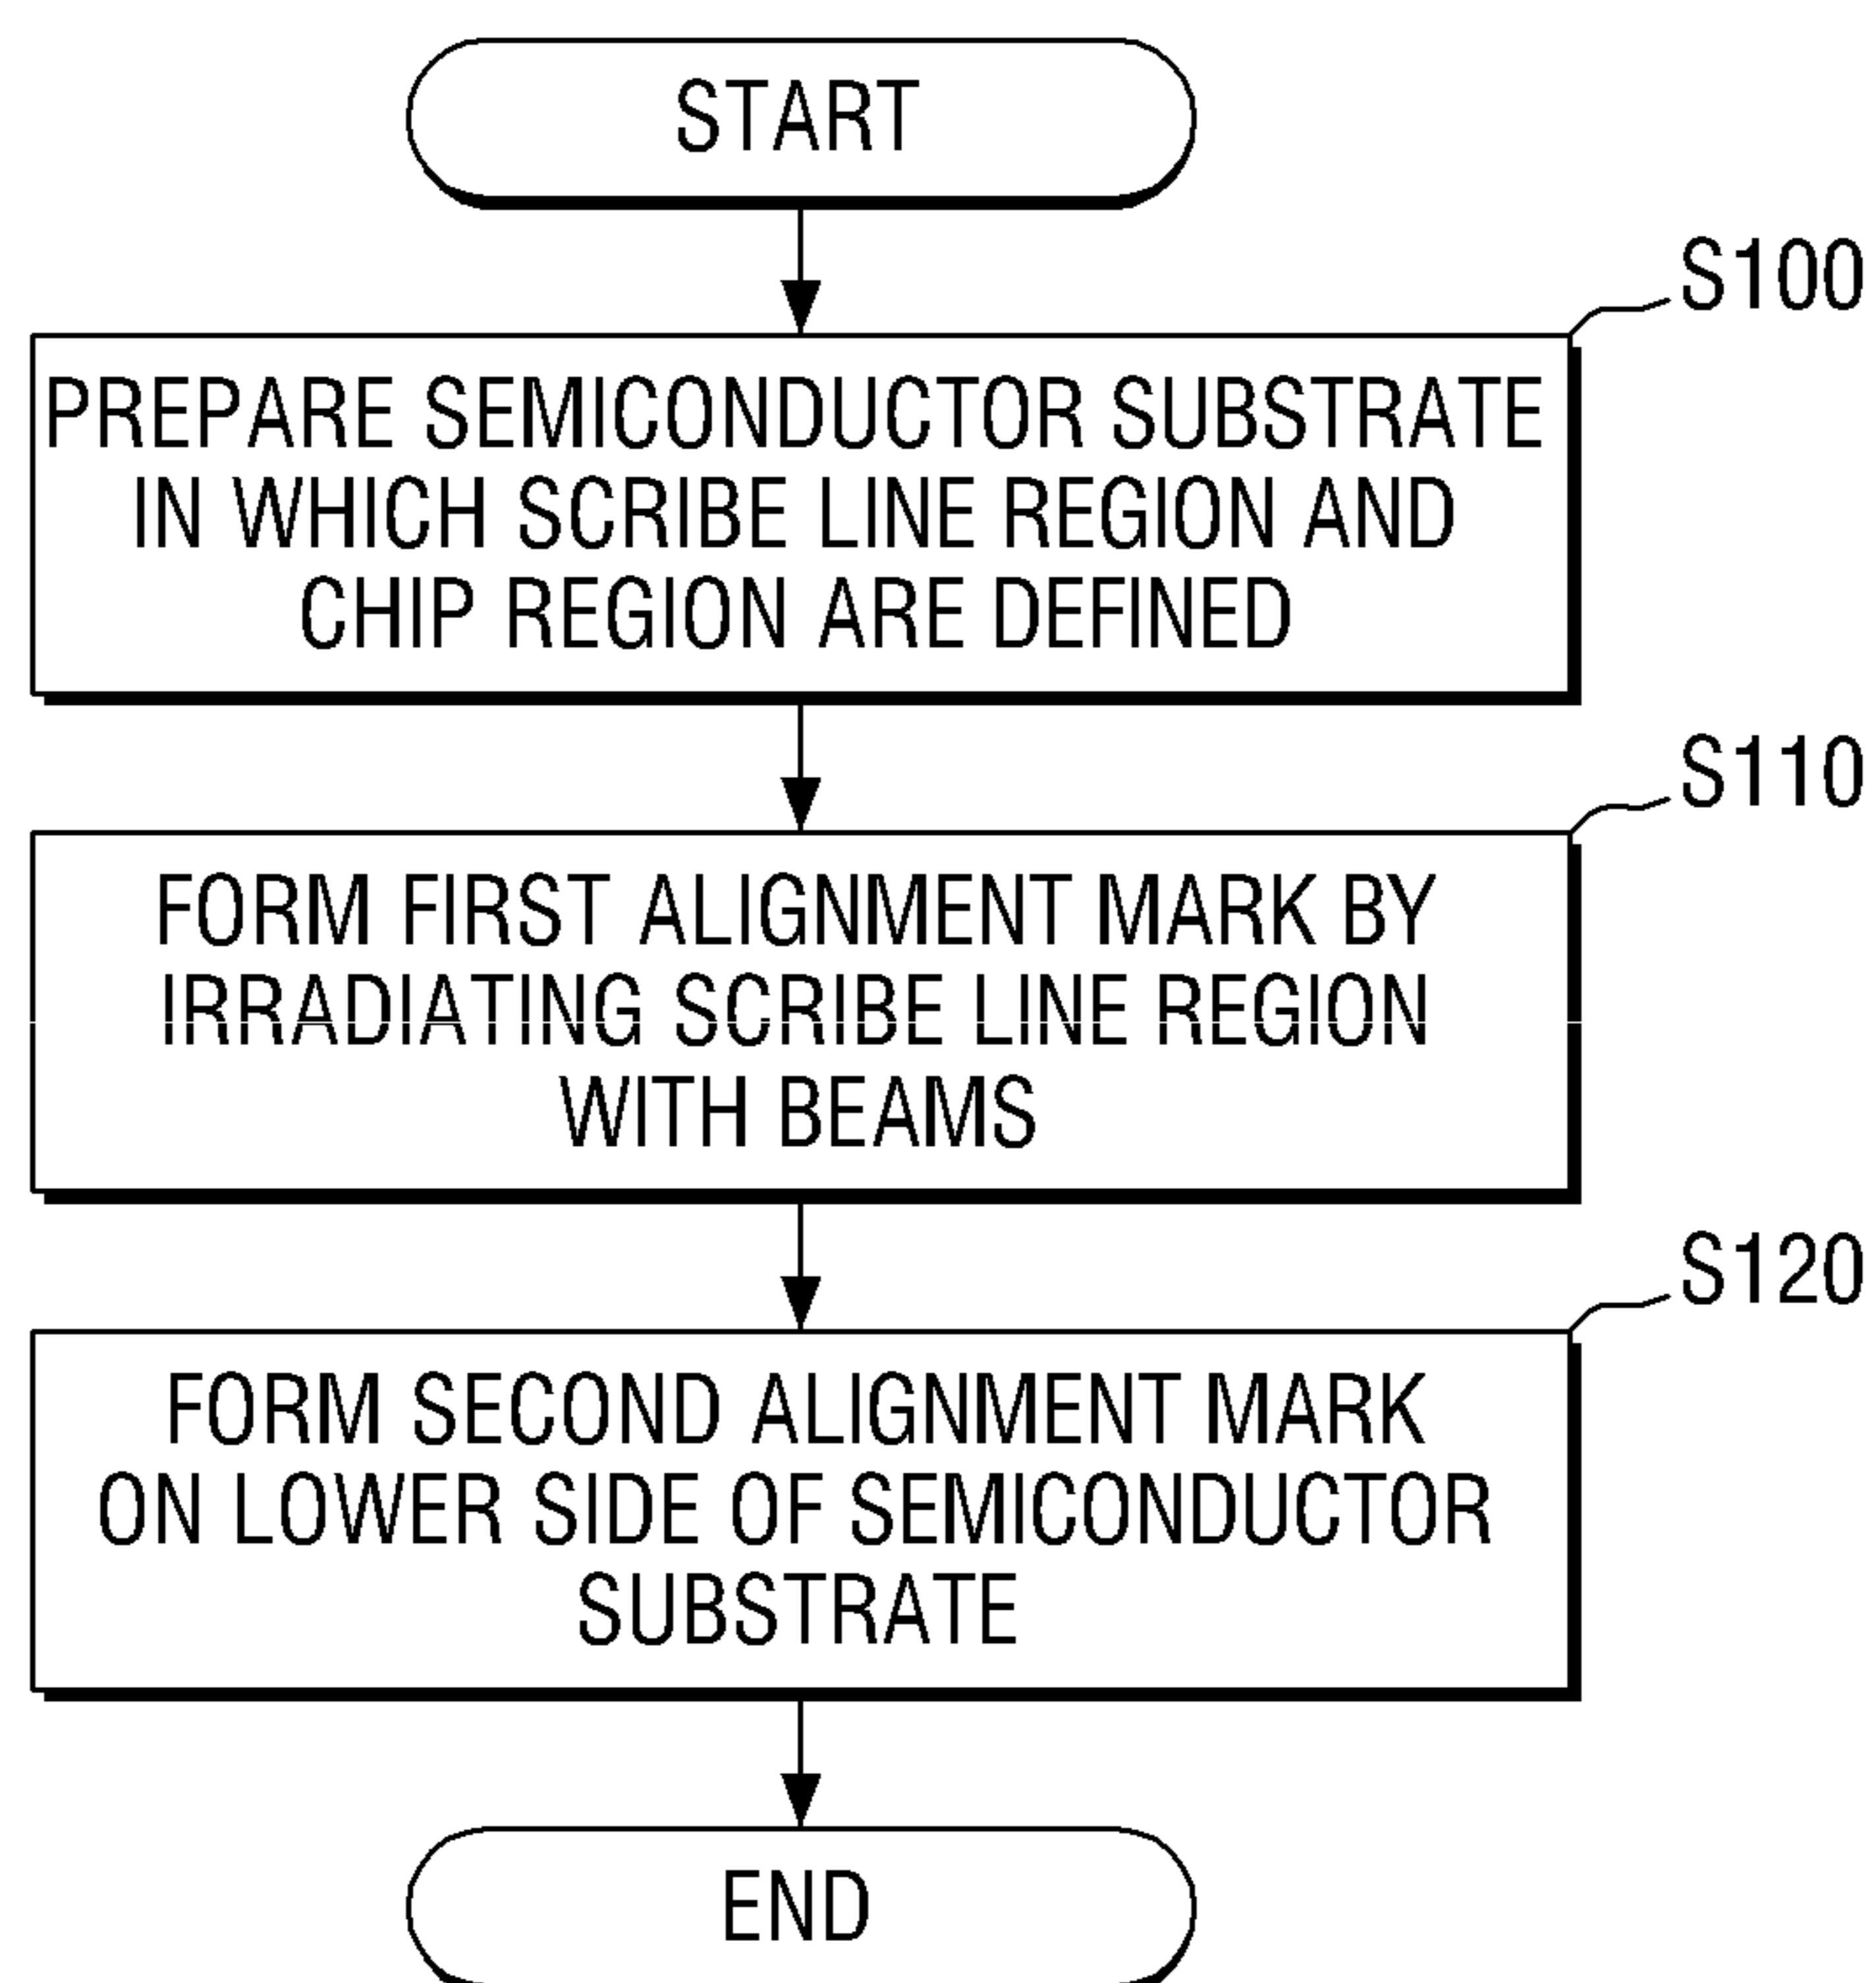 START
S100
PREPARE SEMICONDUCTOR SUBSTRATE
IN WHICH SCRIBE LINE REGION AND
CHIP REGION ARE DEFINED
S110
FORM FIRST ALIGNMENT MARK BY
IRRADIATING SCRIBE LINE REGION
WITH BEAMS
S120
FORM SECOND ALIGNMENT MARK
ON LOWER SIDE OF SEMICONDUCTOR
SUBSTRATE
END